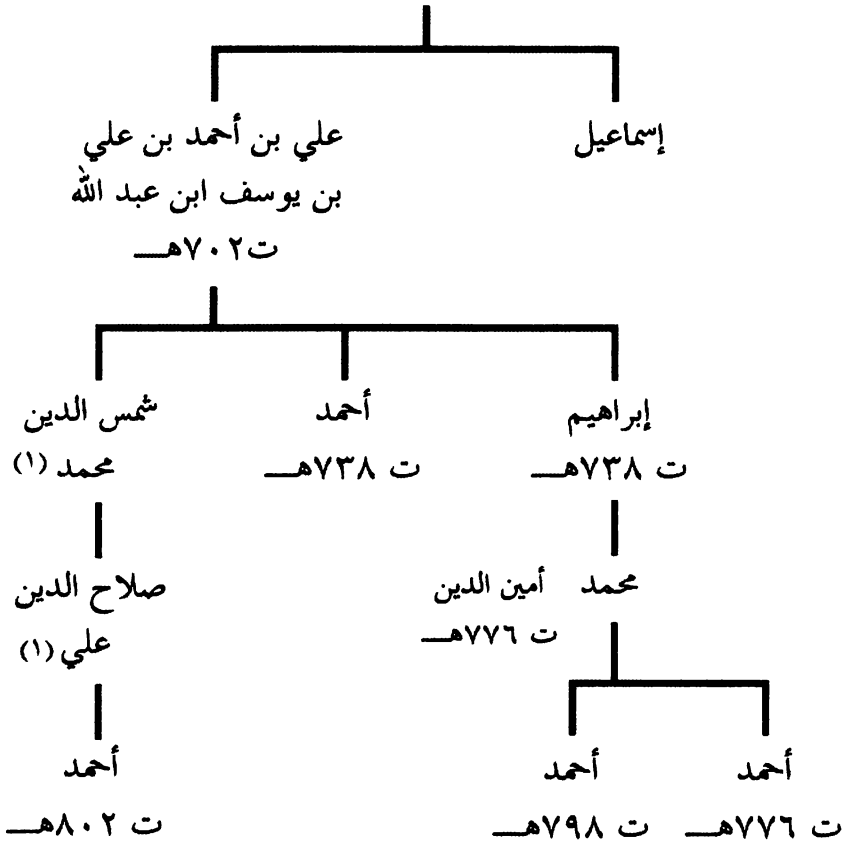 إسماعيل
علي بن أحمد بن علي
بن يوسف ابن عبد الله
ت٧٠٢هـ
إبراهيم
ت ٧٣٨هـ
أحمد
ت ٧٣٨هـ
شمس الدين
محمد (١)
محمد أمين الدين
ت ٧٧٦هـ
صلاح الدين
علي (١)
أحمد
ت ٧٧٦هـ
أحمد
ت ٧٩٨هـ
أحمد
ت ٨٠٢هـ